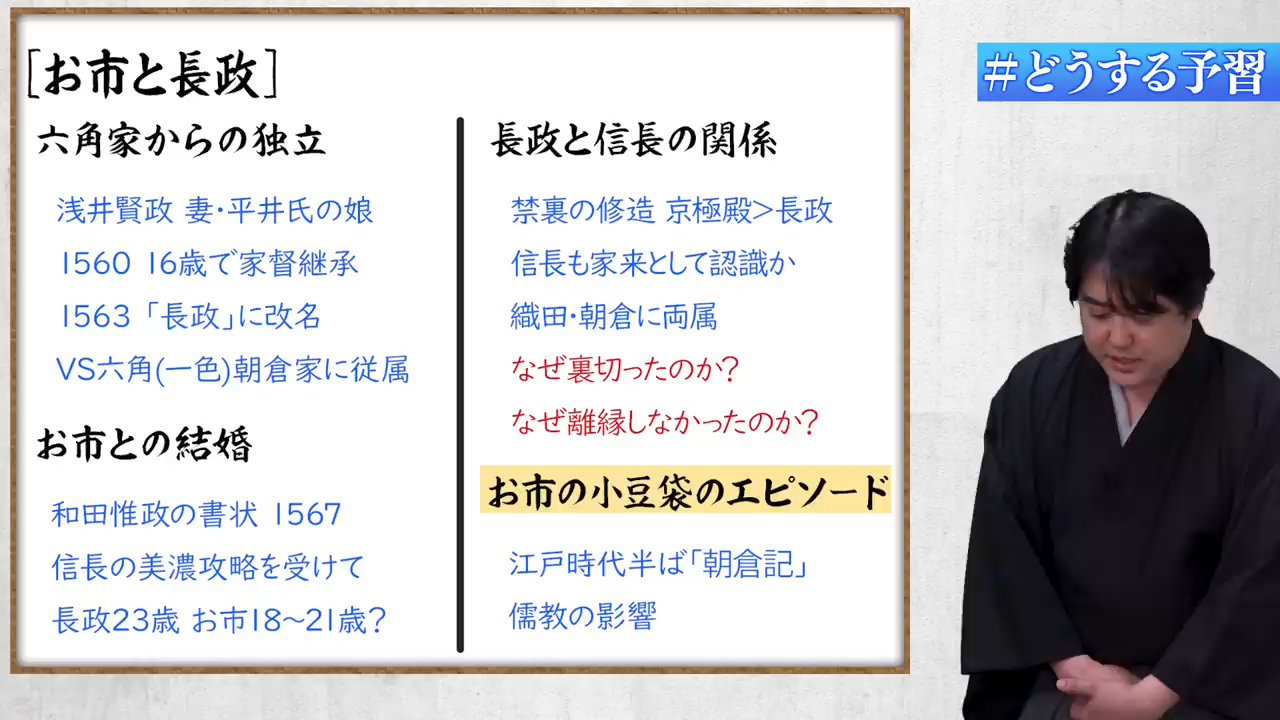 [お市と長政]
六角家からの独立
浅井賢政 妻・平井氏の娘
1560 16歳で家督継承
1563 「長政」に改名
VS六角(一色)朝倉家に従属
お市との結婚
和田惟政の書状 1567
信長の美濃攻略を受けて
長政23歳 お市18~21歳?
長政と信長の関係
禁裏の修造 京極殿>長政
信長も家来として認識か
織田・朝倉に両属
なぜ裏切ったのか?
なぜ離縁しなかったのか?
お市の小豆袋のエピソード
江戸時代半ば「朝倉記」
儒教の影響
#どうする予習